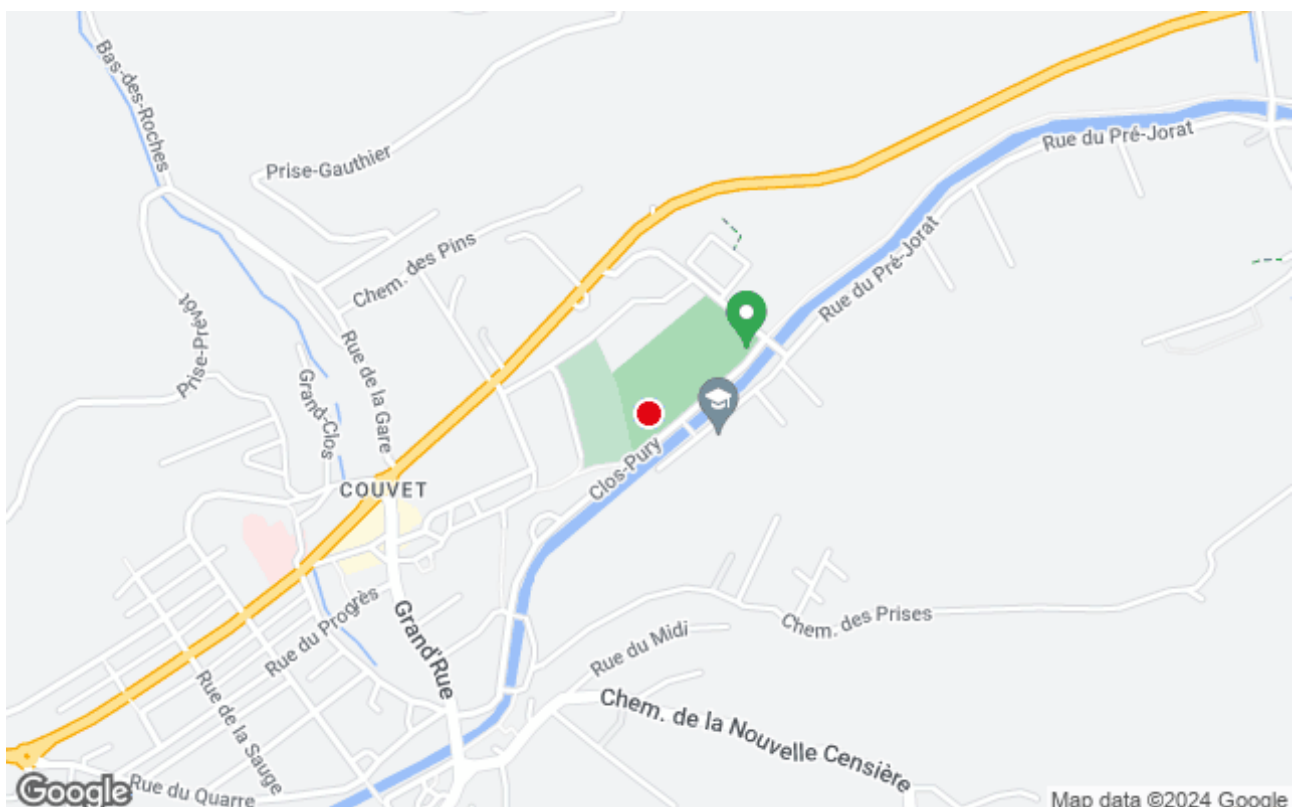 Bas-des-Roches
Prise-Gauthier
Rue du Pré-Jorat
Chem. des Pins
Rue du Pré-Jorat
Prise-Prévôt
Rue de la Gare
Grand-Clos
Clos-Pury
COUVET
Rue du Progrès
Grand'Rue
Chem. des Prises
Rue du Midi
Rue de la Sauge
Chem. de la Nouvelle Censière
Rue du Quarre
Google
Map data ©2024 Google